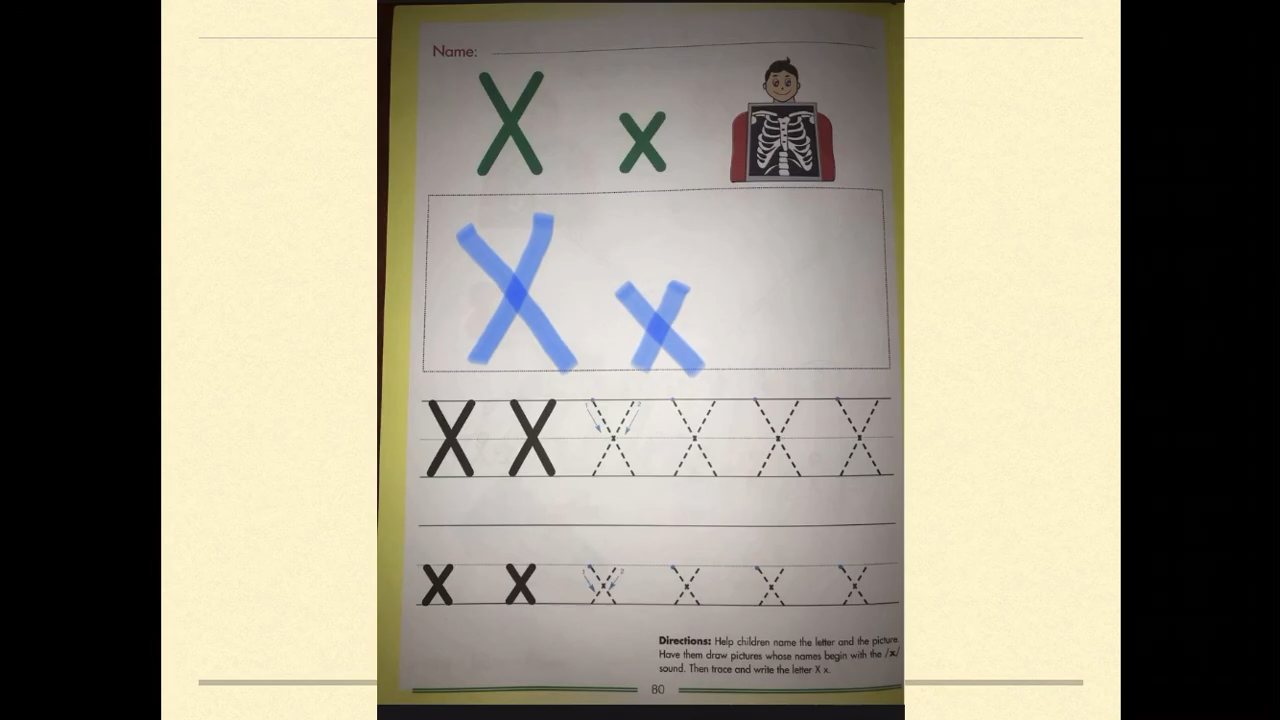 Name:
X x
X x
X X X X X X
x x x x x x
Directions: Help children name the letter and the picture.
Have them draw pictures whose names begin with the /x/
sound. Then trace and write the letter X x.
80